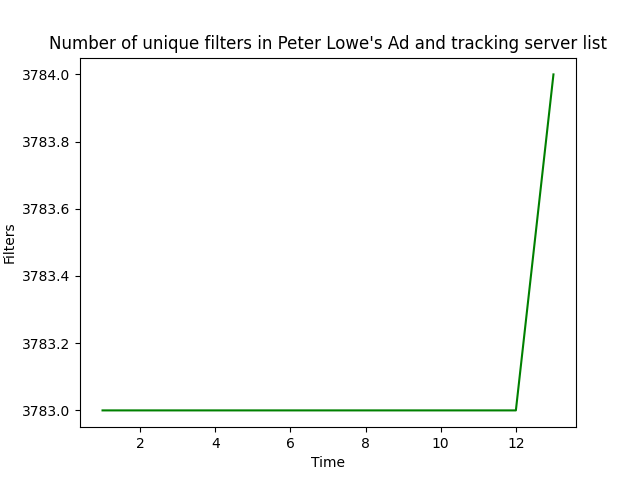 Number of unique filters in Peter Lowe's Ad and tracking server list
3784.0
3783.8
3783.6
3783.4
3783.2
3783.0
Filters
2 4 6 8 10 12
Time